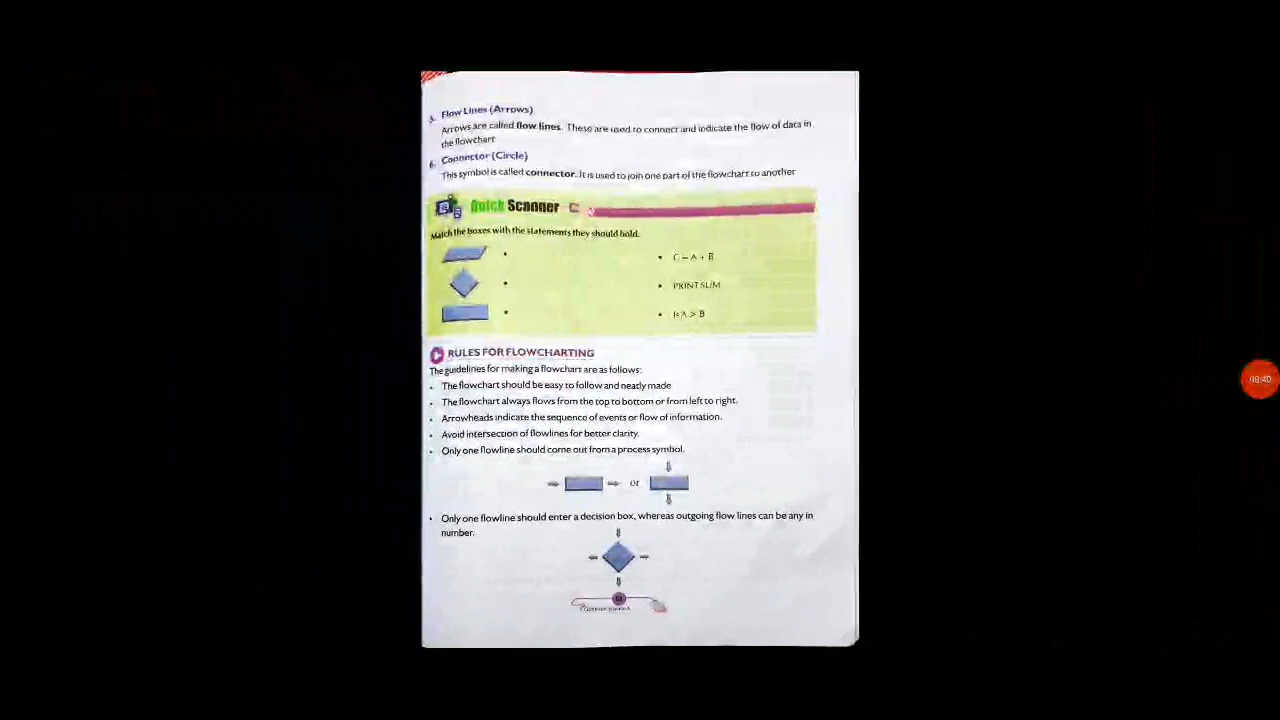 5. Flow Lines (Arrows)
Arrows are called flow lines. These are used to connect and indicate the flow of data in
the flowchart
6. Connector (Circle)
This symbol is called connector. It is used to join one part of the flowchart to another
Quick Scanner
Match the boxes with the statements they should hold.
• • C = A + B
• • PRINT SUM
• • Is A > B
RULES FOR FLOWCHARTING
The guidelines for making a flowchart are as follows:
• The flowchart should be easy to follow and neatly made
• The flowchart always flows from the top to bottom or from left to right.
• Arrowheads indicate the sequence of events or flow of information.
• Avoid intersection of flowlines for better clarity.
• Only one flowline should come out from a process symbol.
or
• Only one flowline should enter a decision box, whereas outgoing flow lines can be any in
number.